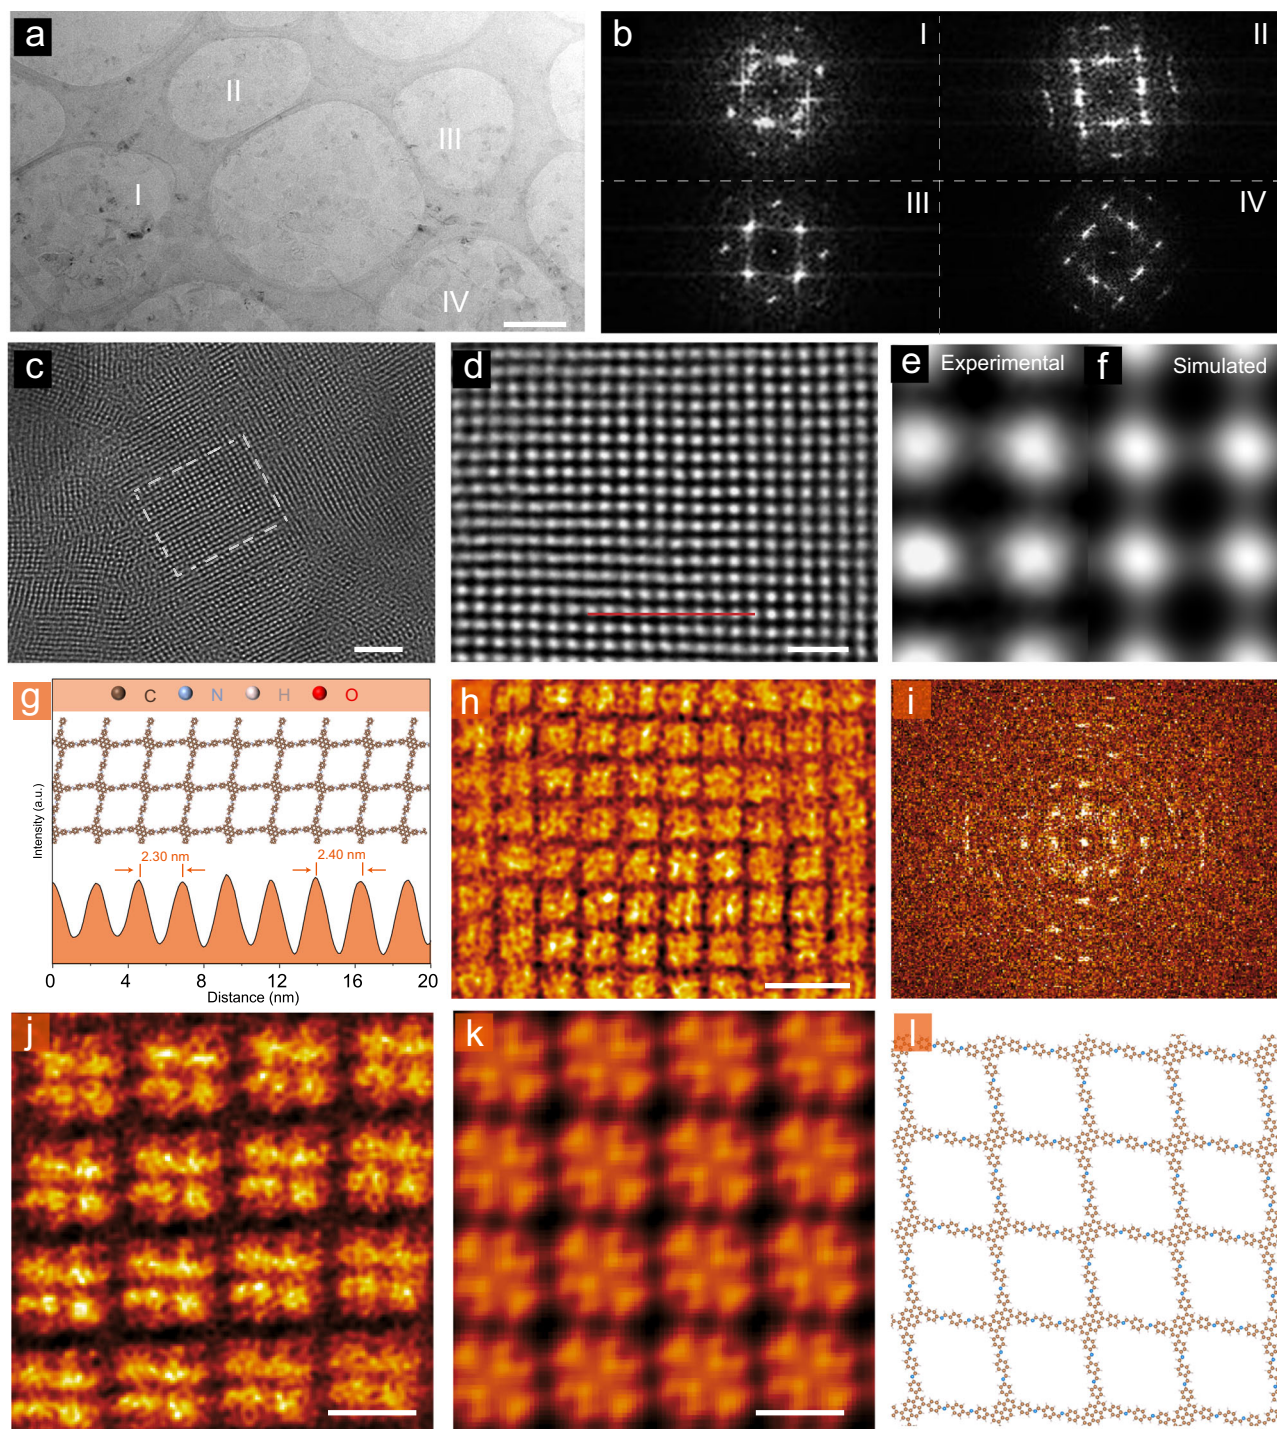 a
I
II
III
IV
b
I
II
III
IV
c
d
e Experimental
f Simulated
g
C N H O
Intensity (a.u.)
2.30 nm
2.40 nm
0 4 8 12 16 20
Distance (nm)
h
i
j
k
l